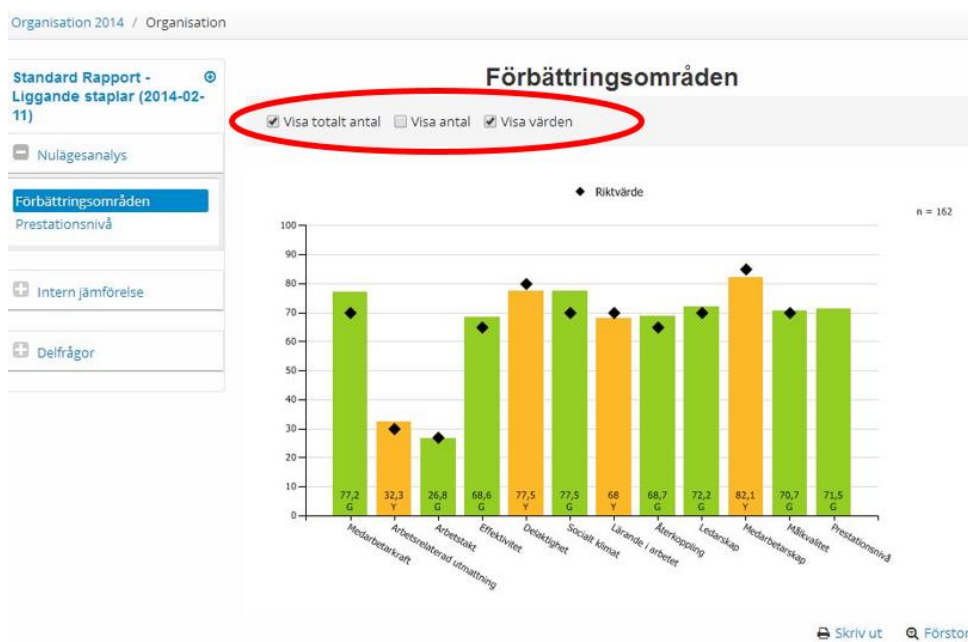 Organisation 2014 / Organisation
Standard Rapport -
Liggande staplar (2014-02-
11)
Nulägesanalys
Förbättringsområden
Prestationsnivå
Intern jämförelse
Delfrågor
Förbättringsområden
Visa totalt antal Visa antal Visa värden
Riktvärde
n = 162
100
90
80
70
60
50
40
30
20
10
0
77,2 32,3 26,8 68,6 77,5 77,5 68 68,7 72,2 82,1 70,7 71,5
G Y G G Y G Y G G Y G G
Medarbetarkraft
Arbetsrelaterad utmattning
Arbetstakt
Effektivitet
Delaktighet
Socialt klimat
Lärande i arbetet
Återkoppling
Ledarskap
Medarbetarskap
Målkvalitet
Prestationsnivå
Skriv ut Förstor